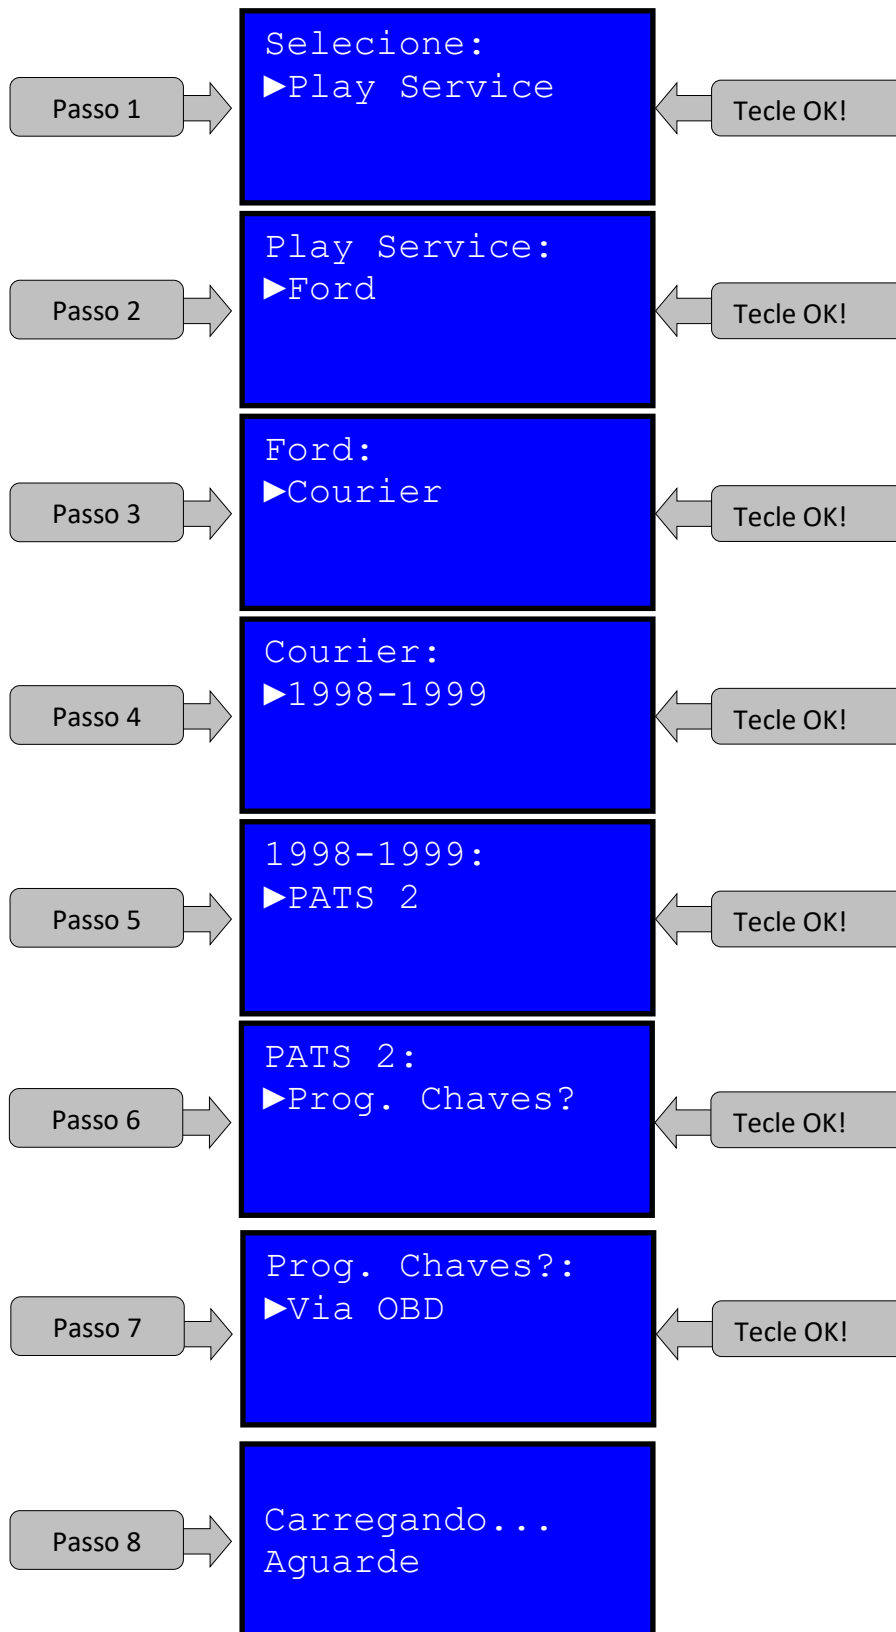 Selecione:
Passo 1
►Play Service
Tecle OK!
Play Service:
Passo 2
►Ford
Tecle OK!
Ford:
Passo 3
►Courier
Tecle OK!
Courier:
Passo 4
►1998-1999
Tecle OK!
1998-1999:
Passo 5
►PATS 2
Tecle OK!
PATS 2:
Passo 6
►Prog. Chaves?
Tecle OK!
Prog. Chaves?:
Passo 7
►Via OBD
Tecle OK!
Passo 8
Carregando...
Aguarde